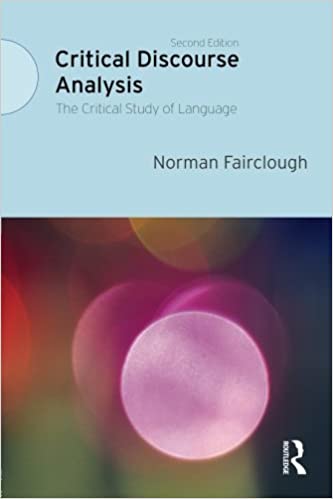 Second Edition
Critical Discourse
Analysis
The Critical Study of Language
Norman Fairclough
R
ROUTLEDGE